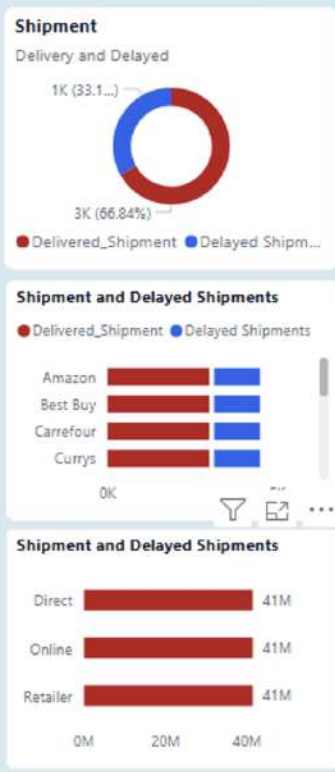 Shipment
Delivery and Delayed
1K (33.1...)
3K (66.84%)
Delivered_Shipment Delayed Shipm...
Shipment and Delayed Shipments
Delivered_Shipment Delayed Shipments
Amazon
Best Buy
Carrefour
Currys
0K
Shipment and Delayed Shipments
Direct 41M
Online 41M
Retailer 41M
0M 20M 40M